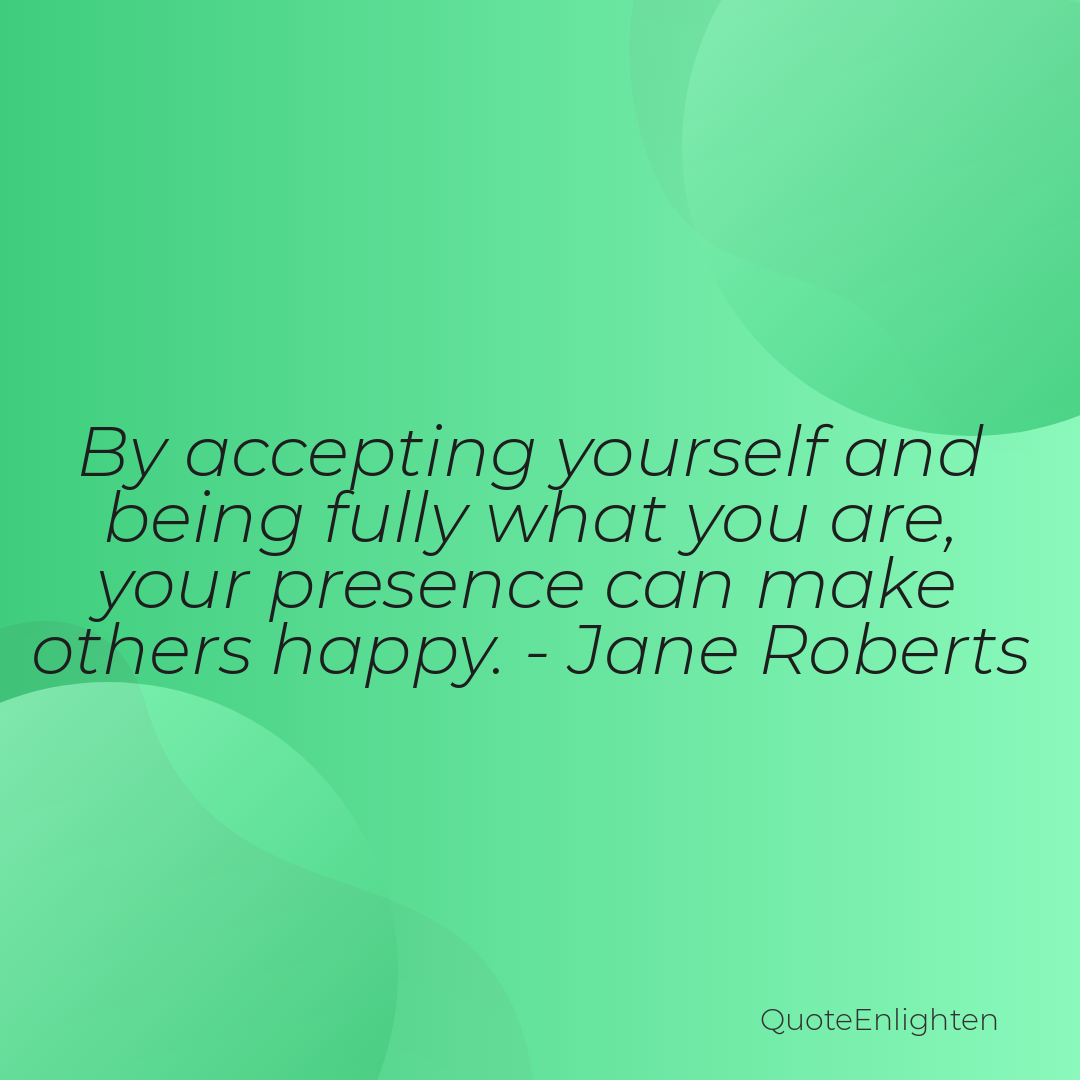 By accepting yourself and
being fully what you are,
your presence can make
others happy. - Jane Roberts
QuoteEnlighten